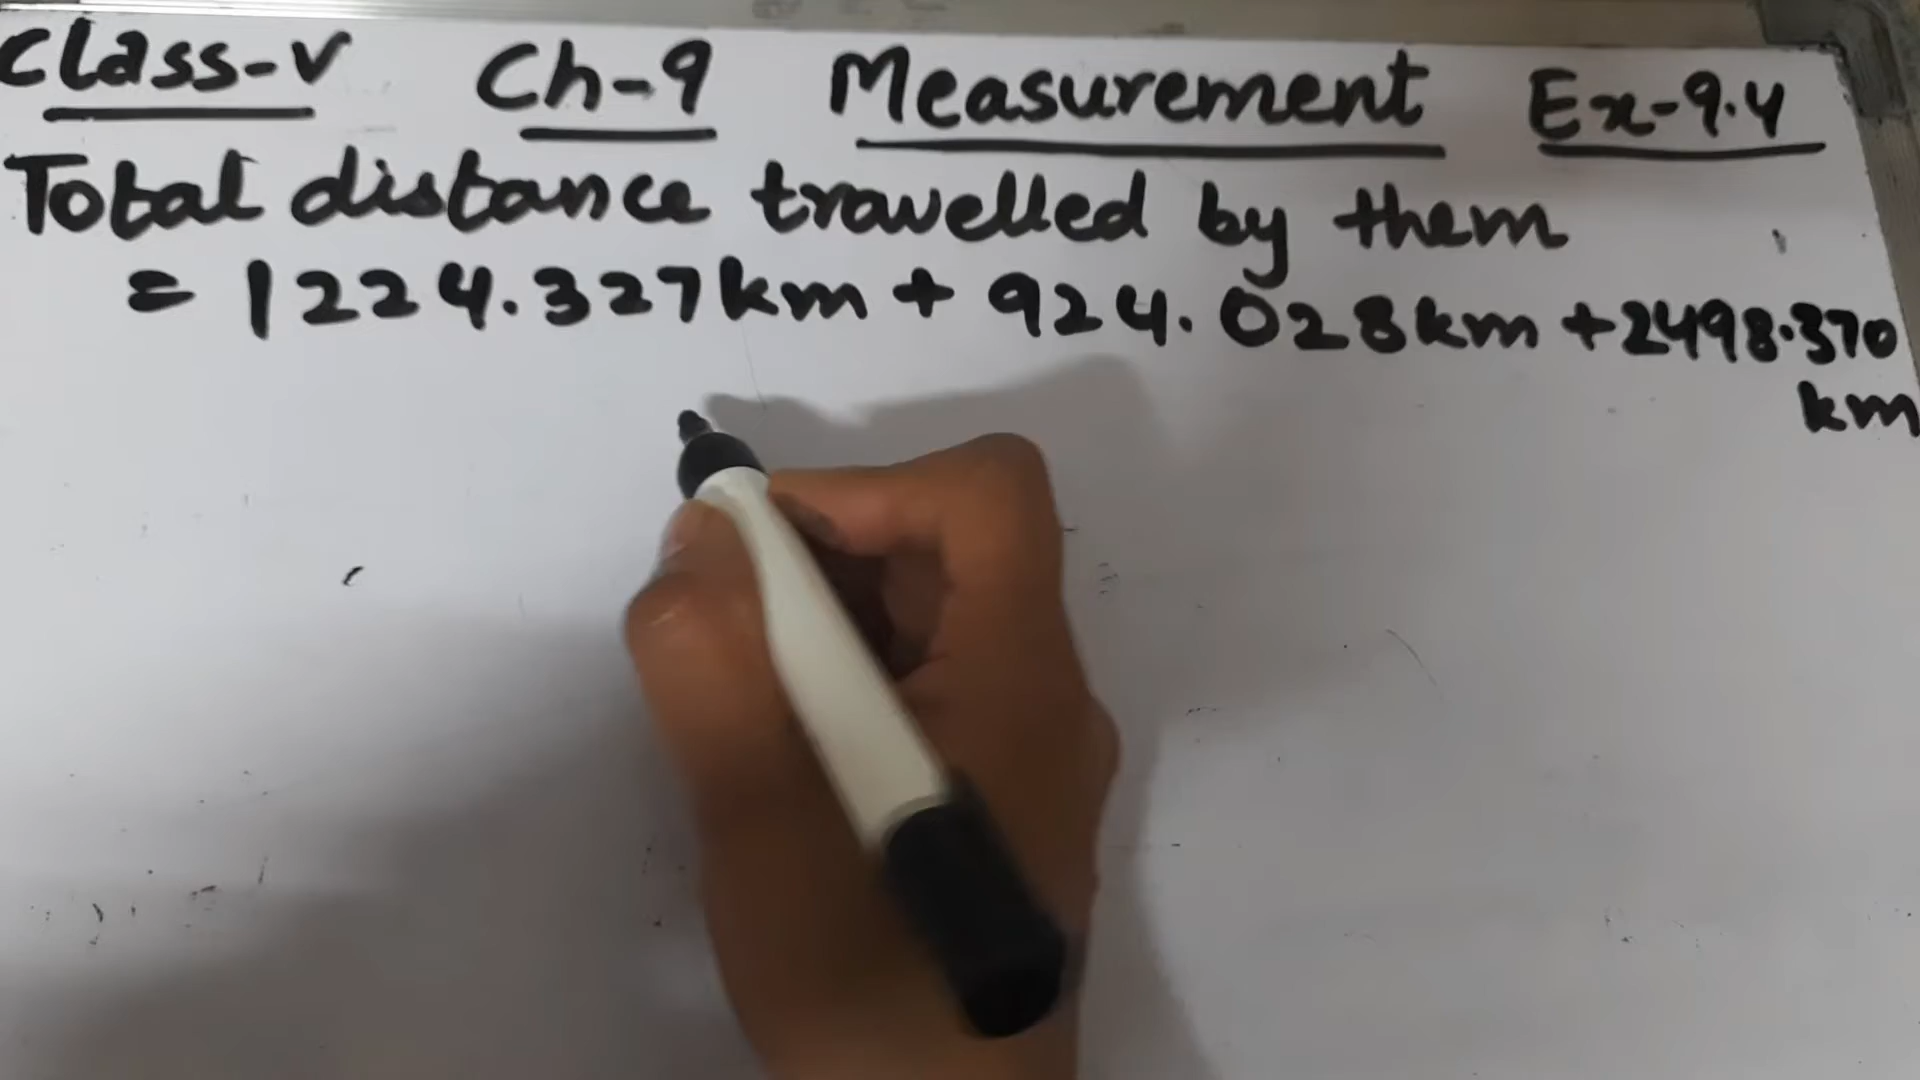 Class-V Ch-9 Measurement Ex-9.4
Total distance travelled by them
= 1224.327km + 924.028km + 2498.370
km